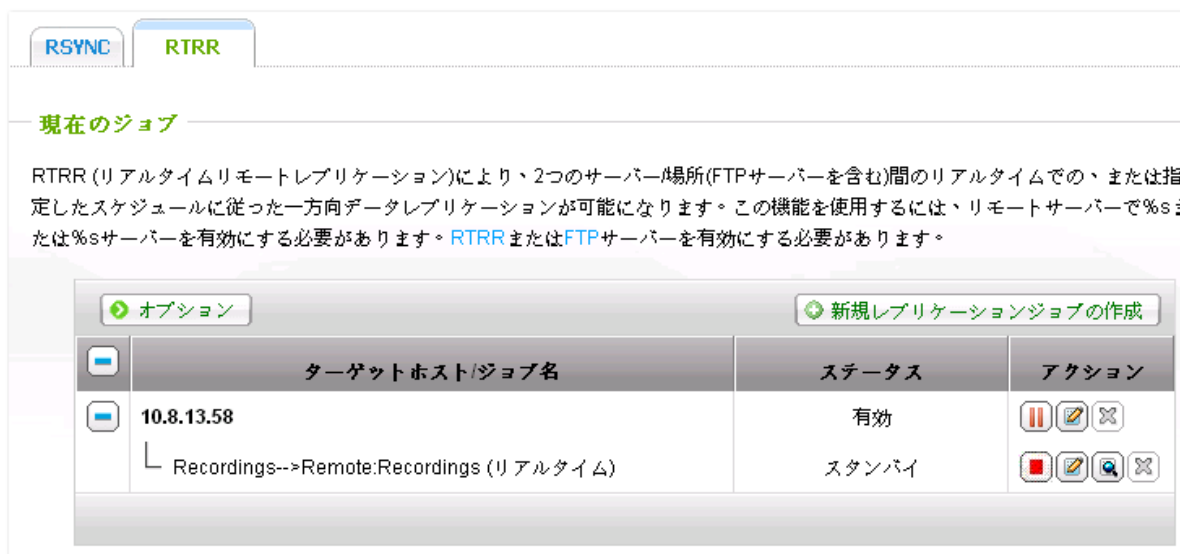 RSYNC
RTRR
現在のジョブ
RTRR (リアルタイムリモートレプリケーション)により、2つのサーバー/場所(FTPサーバーを含む)間のリアルタイムでの、または指
定したスケジュールに従った一方向データレプリケーションが可能になります。この機能を使用するには、リモートサーバーで%sま
たは%sサーバーを有効にする必要があります。RTRRまたはFTPサーバーを有効にする必要があります。
オプション
新規レプリケーションジョブの作成
ターゲットホスト/ジョブ名 ステータス アクション
10.8.13.58 有効
Recordings-->Remote:Recordings (リアルタイム) スタンバイ